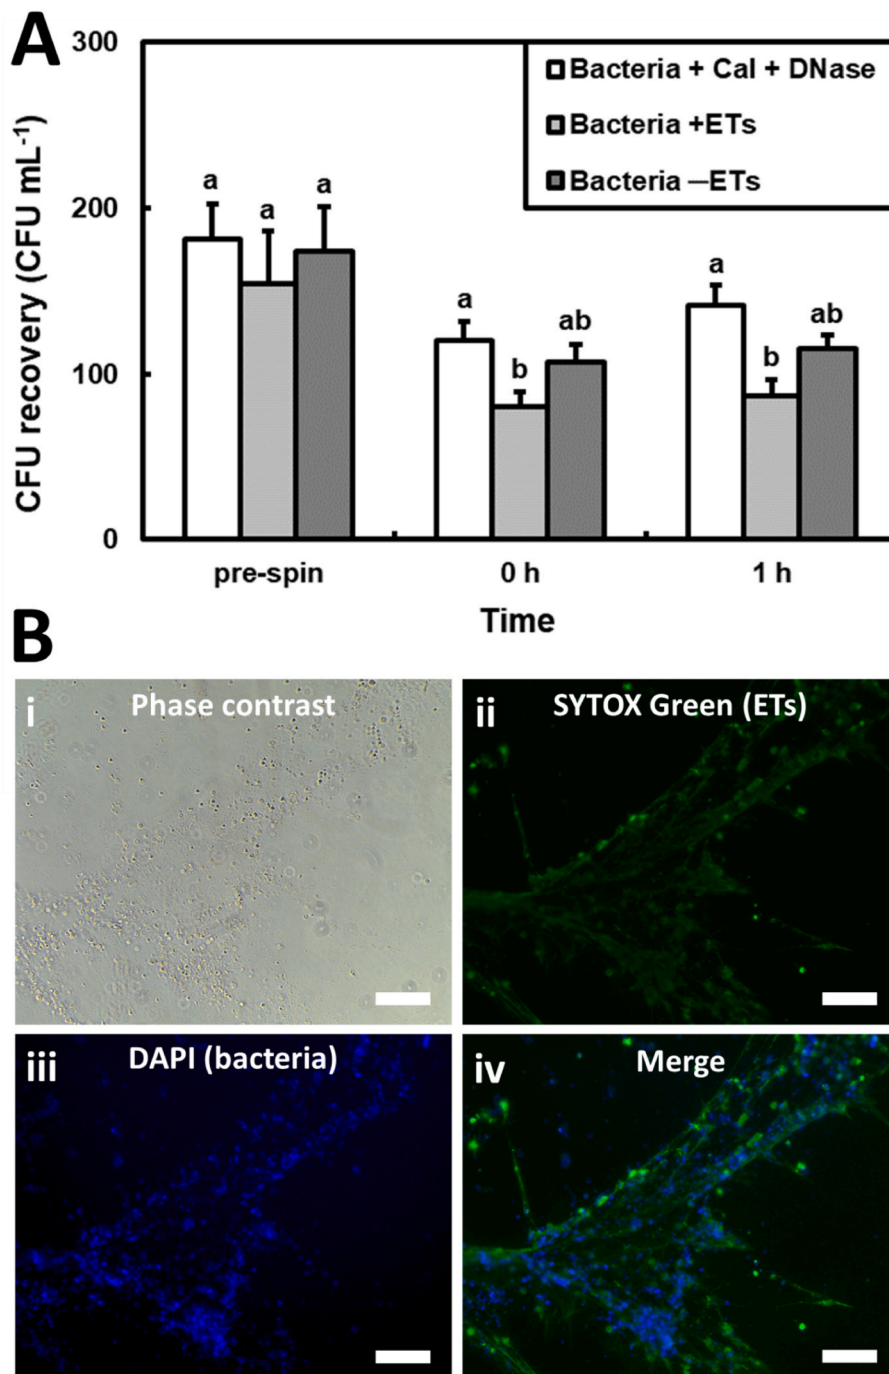 A
300
200
100
0
CFU recovery (CFU mL⁻¹)
Bacteria + Cal + DNase
Bacteria +ETs
Bacteria —ETs
a
a
a
a
b
ab
a
b
ab
pre-spin
0 h
1 h
Time
B
i
Phase contrast
ii
SYTOX Green (ETs)
iii
DAPI (bacteria)
iv
Merge